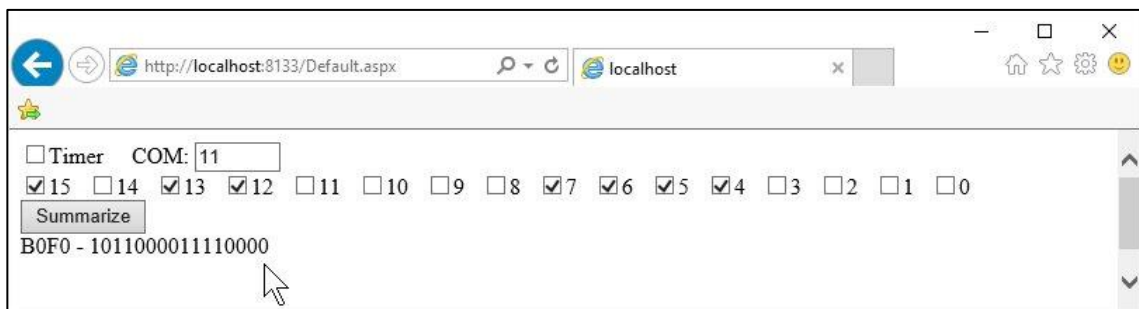 http://localhost:8133/Default.aspx localhost
Timer COM: 11
15 14 13 12 11 10 9 8 7 6 5 4 3 2 1 0
Summarize
B0F0 - 1011000011110000